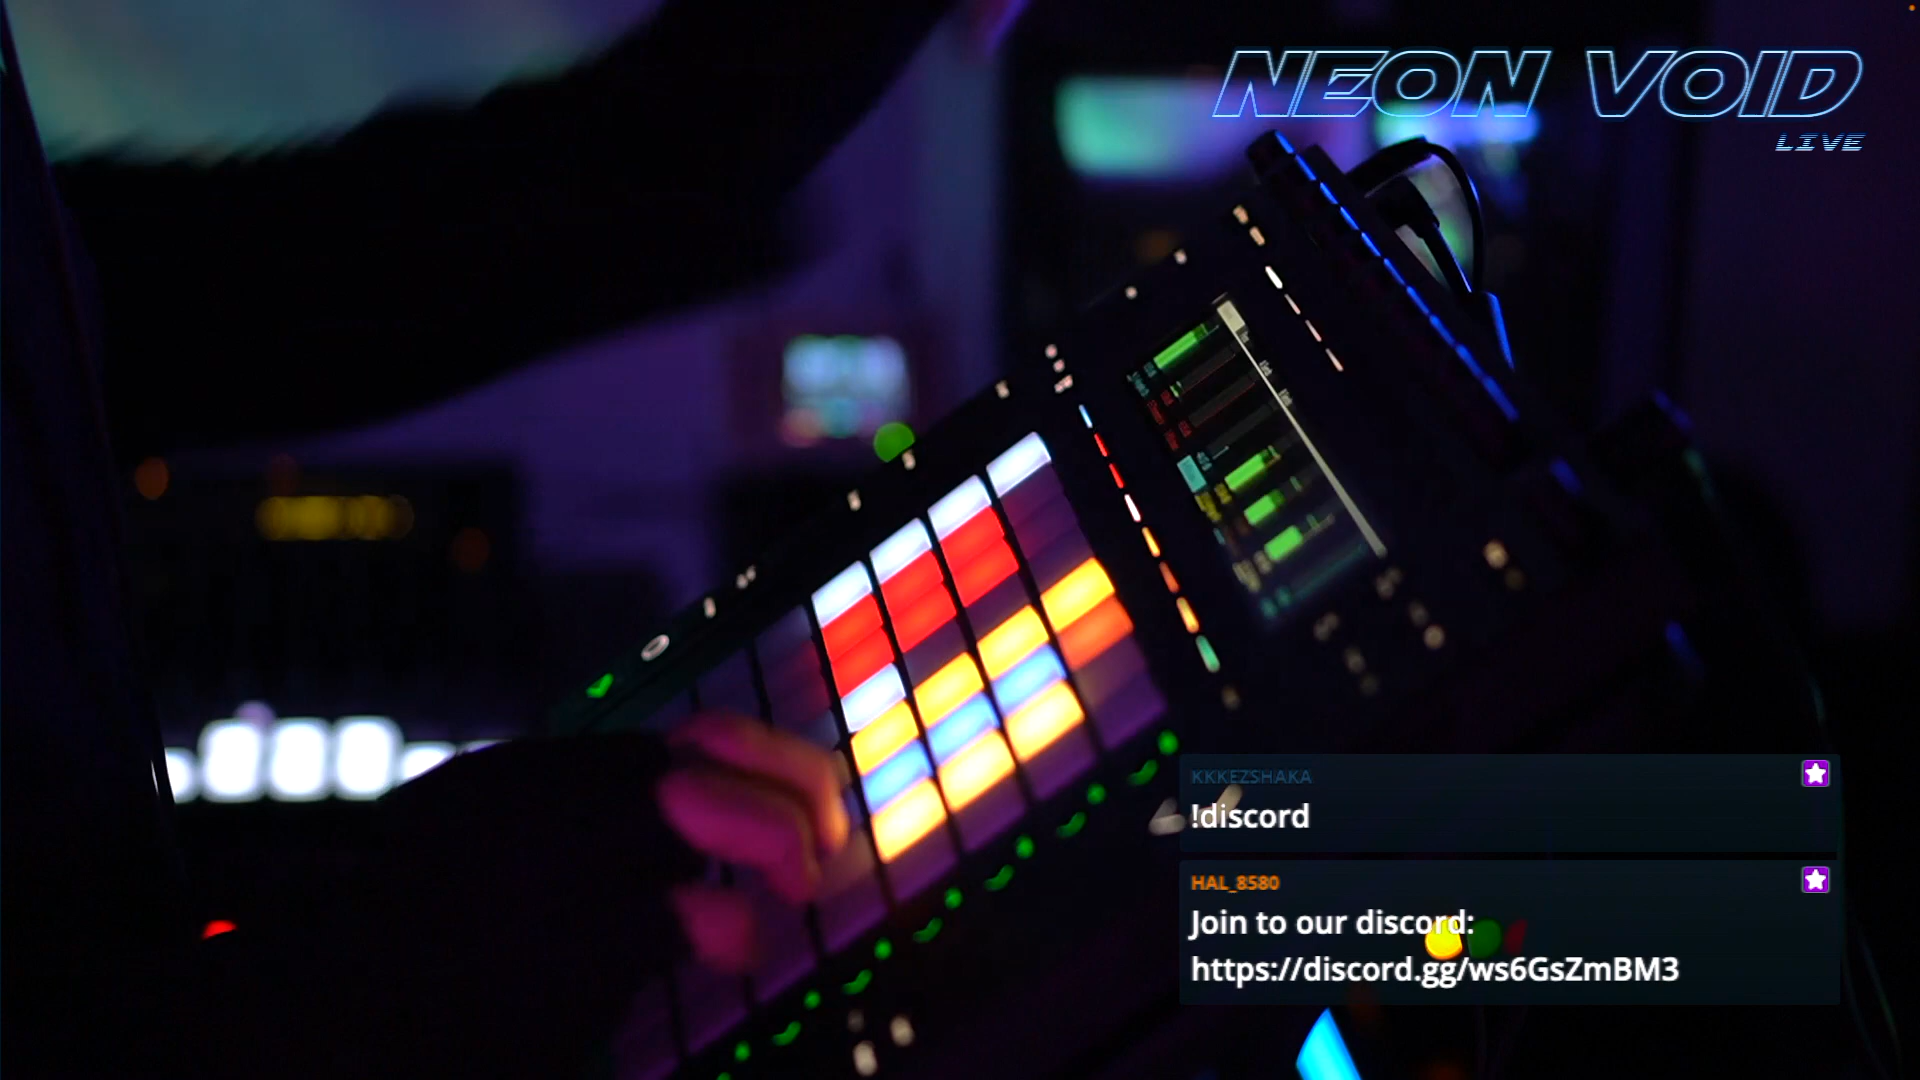 NEON VOID
LIVE
KKKEZSHAKA
!discord
HAL_8580
Join to our discord:
https://discord.gg/ws6GsZmBM3